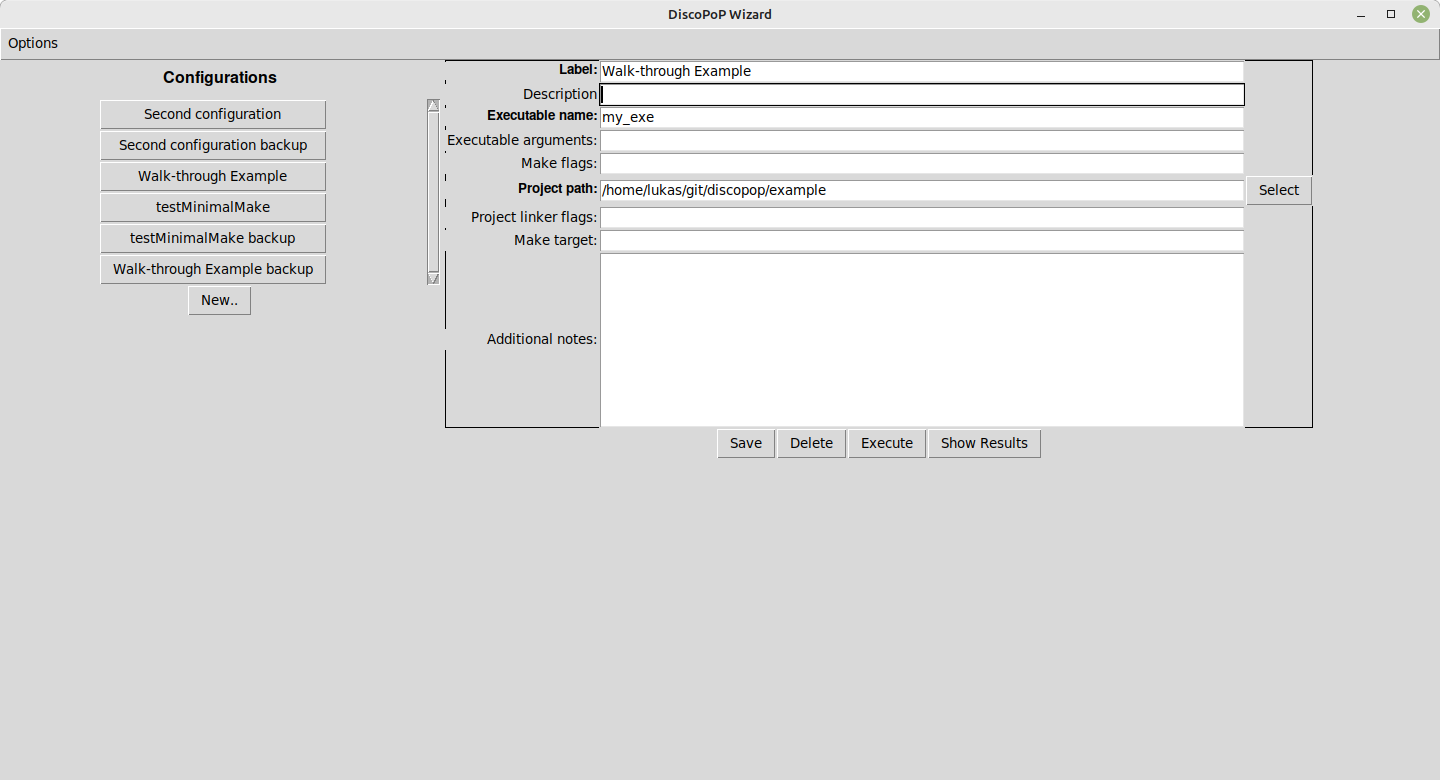 DiscoPoP Wizard
Options
Configurations
Second configuration
Second configuration backup
Walk-through Example
testMinimalMake
testMinimalMake backup
Walk-through Example backup
New..
Label: Walk-through Example
Description
Executable name: my_exe
Executable arguments:
Make flags:
Project path: /home/lukas/git/discopop/example Select
Project linker flags:
Make target:
Additional notes:
Save Delete Execute Show Results